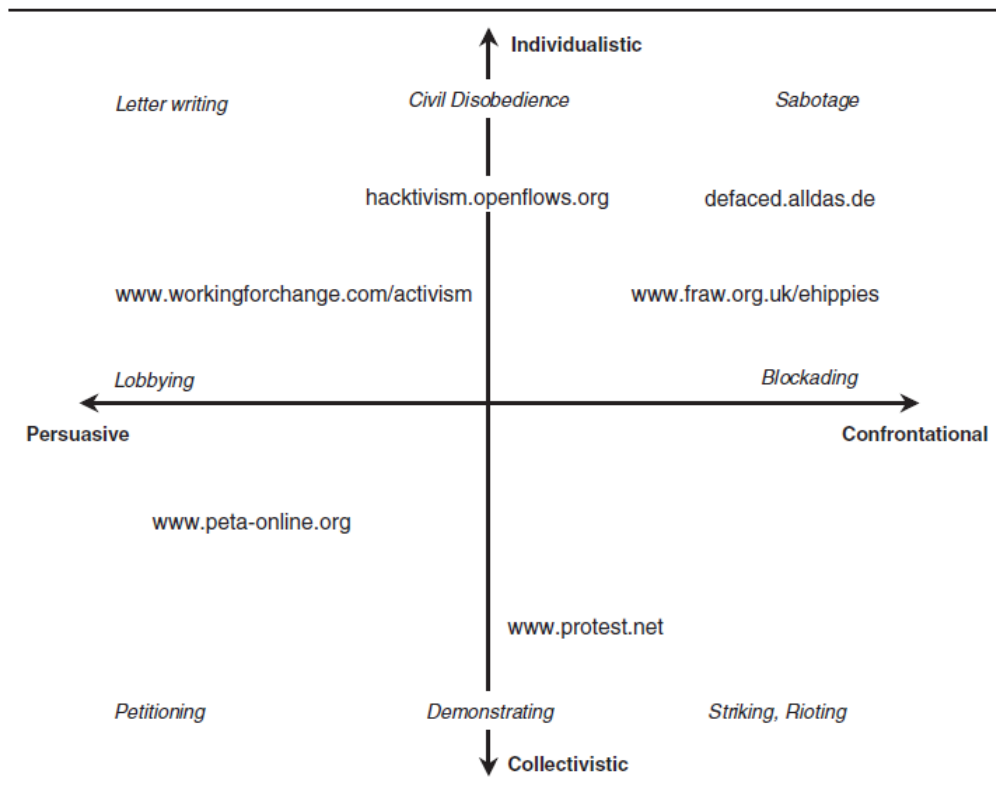 Individualistic
Letter writing
Civil Disobedience
Sabotage
hacktivism.openflows.org
defaced.alldas.de
www.workingforchange.com/activism
www.fraw.org.uk/ehippies
Lobbying
Blockading
Persuasive
Confrontational
www.peta-online.org
www.protest.net
Petitioning
Demonstrating
Striking, Rioting
Collectivistic